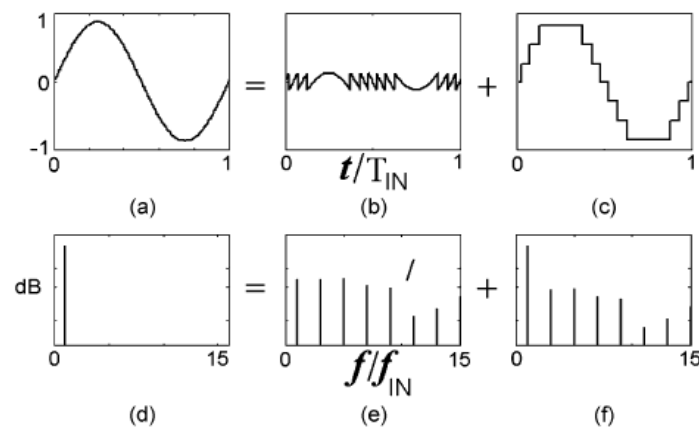 1
0
-1
0 1
=
0 1
t/T_IN
+
0 1
(a) (b) (c)
dB
0 15
=
/
0 15
f/f_IN
+
0 15
(d) (e) (f)